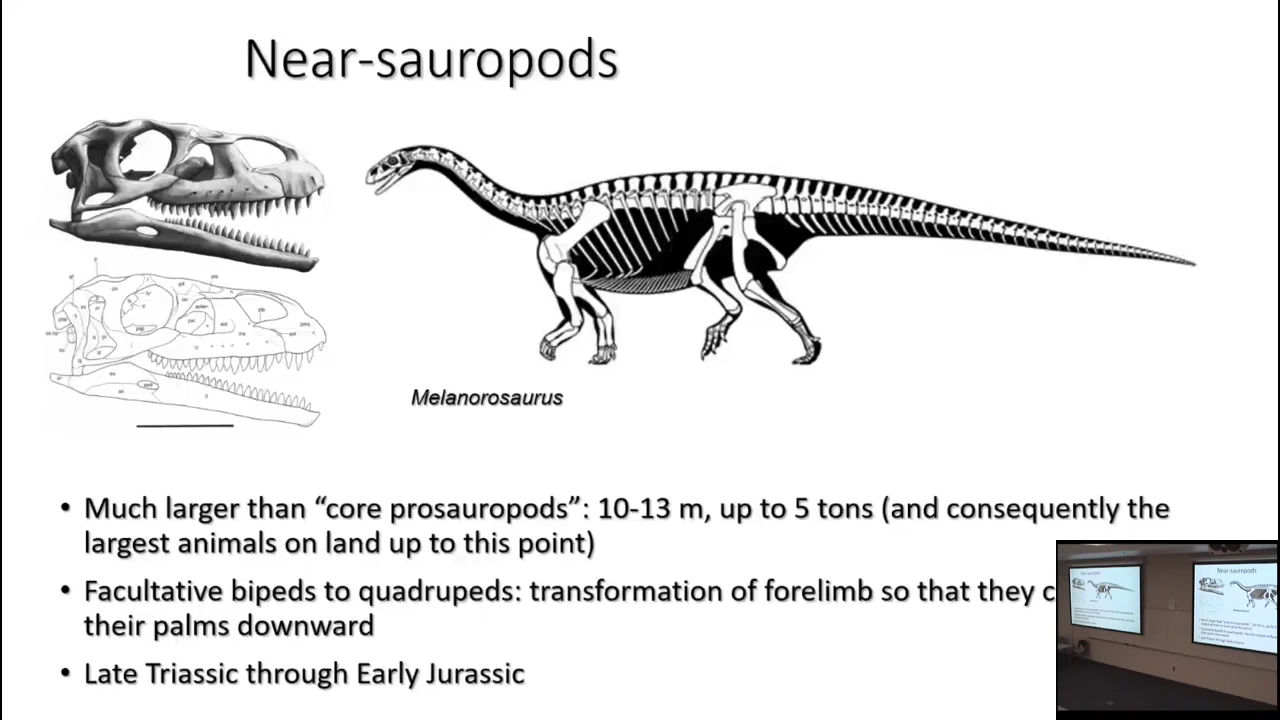 Near-sauropods
Melanorosaurus
• Much larger than “core prosauropods”: 10-13 m, up to 5 tons (and consequently the
largest animals on land up to this point)
• Facultative bipeds to quadrupeds: transformation of forelimb so that they c
their palms downward
• Late Triassic through Early Jurassic
Near-sauropods